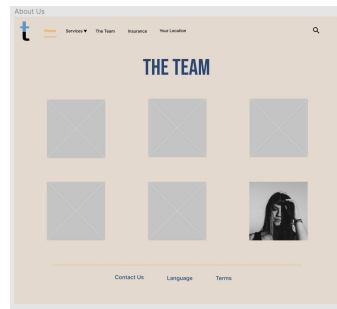 About Us
t Home Services ▼ The Team Insurance Your Location
THE TEAM
Contact Us Language Terms